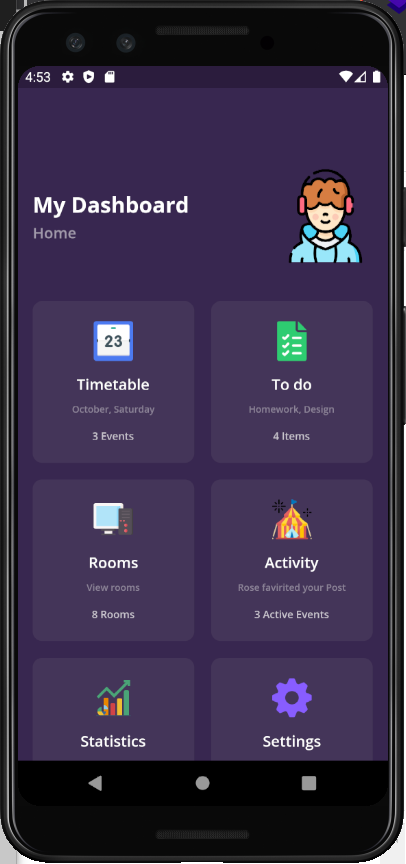 4:53
My Dashboard
Home
23
Timetable
October, Saturday
3 Events
To do
Homework, Design
4 Items
Rooms
View rooms
8 Rooms
Activity
Rose favirited your Post
3 Active Events
Statistics
Settings